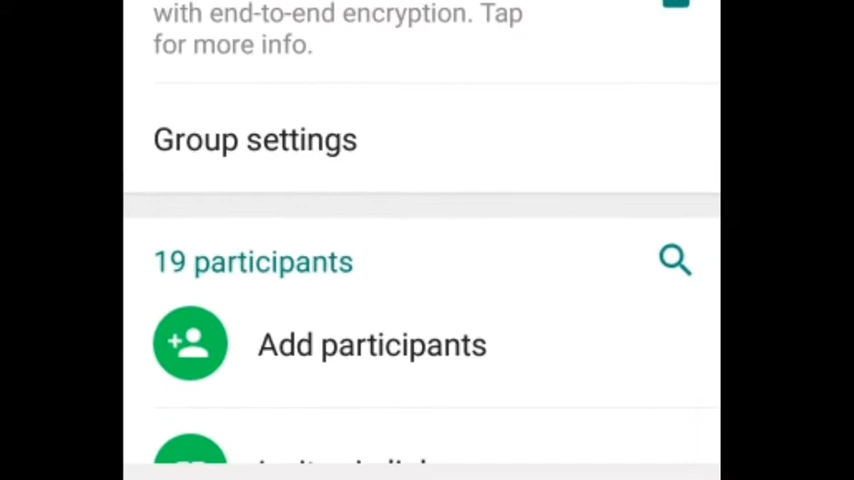 with end-to-end encryption. Tap
for more info.
Group settings
19 participants
Add participants